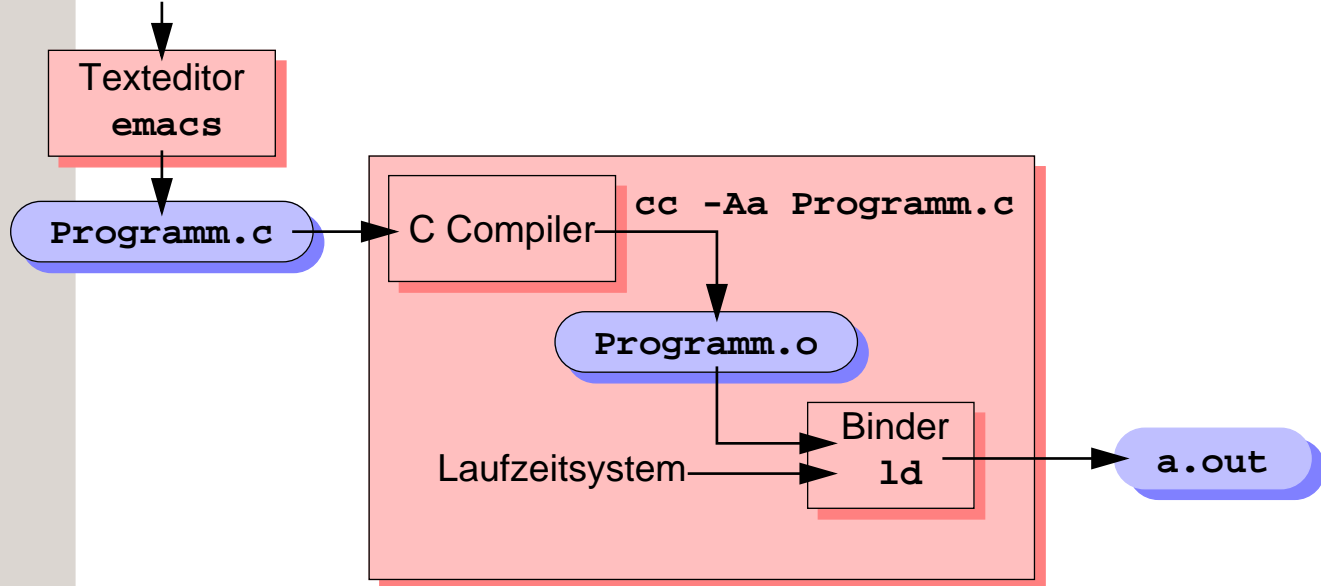 Texteditor
emacs
Programm.c
C Compiler
cc -Aa Programm.c
Programm.o
Laufzeitsystem
Binder
ld
a.out